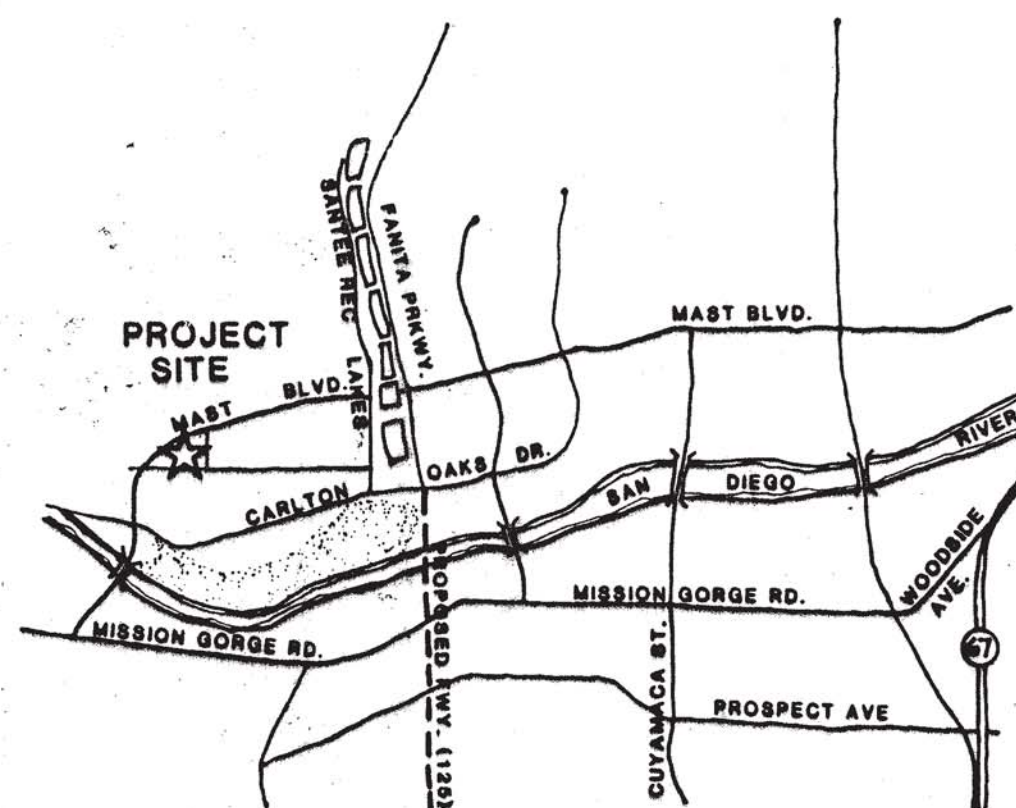 SANTEE REC LAKES
FANITA PRKWY.
MAST BLVD.
PROJECT
SITE
MAST BLVD.
OAKS DR.
CARLTON
SAN DIEGO RIVER
WOODSIDE
AVE.
MISSION GORGE RD.
MISSION GORGE RD.
PROPOSED HWY. (125)
CUYAMACA ST.
67
PROSPECT AVE